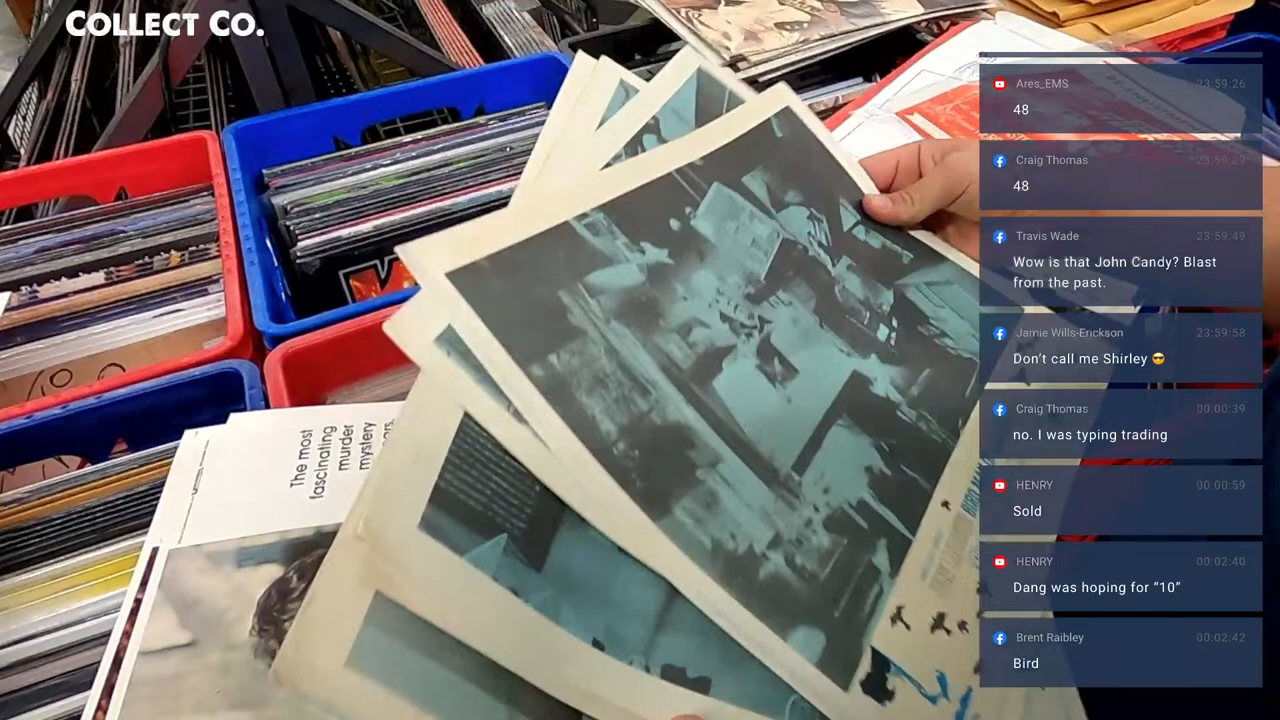 COLLECT CO.
The most
fascinating
murder
mystery
Ares_EMS 23:59:26
48
Craig Thomas 23:59:29
48
Travis Wade 23:59:49
Wow is that John Candy? Blast
from the past.
Jamie Wills-Erickson 23:59:58
Don't call me Shirley 😎
Craig Thomas 00:00:39
no. I was typing trading
HENRY 00:00:59
Sold
HENRY 00:02:40
Dang was hoping for “10”
Brent Raibley 00:02:42
Bird